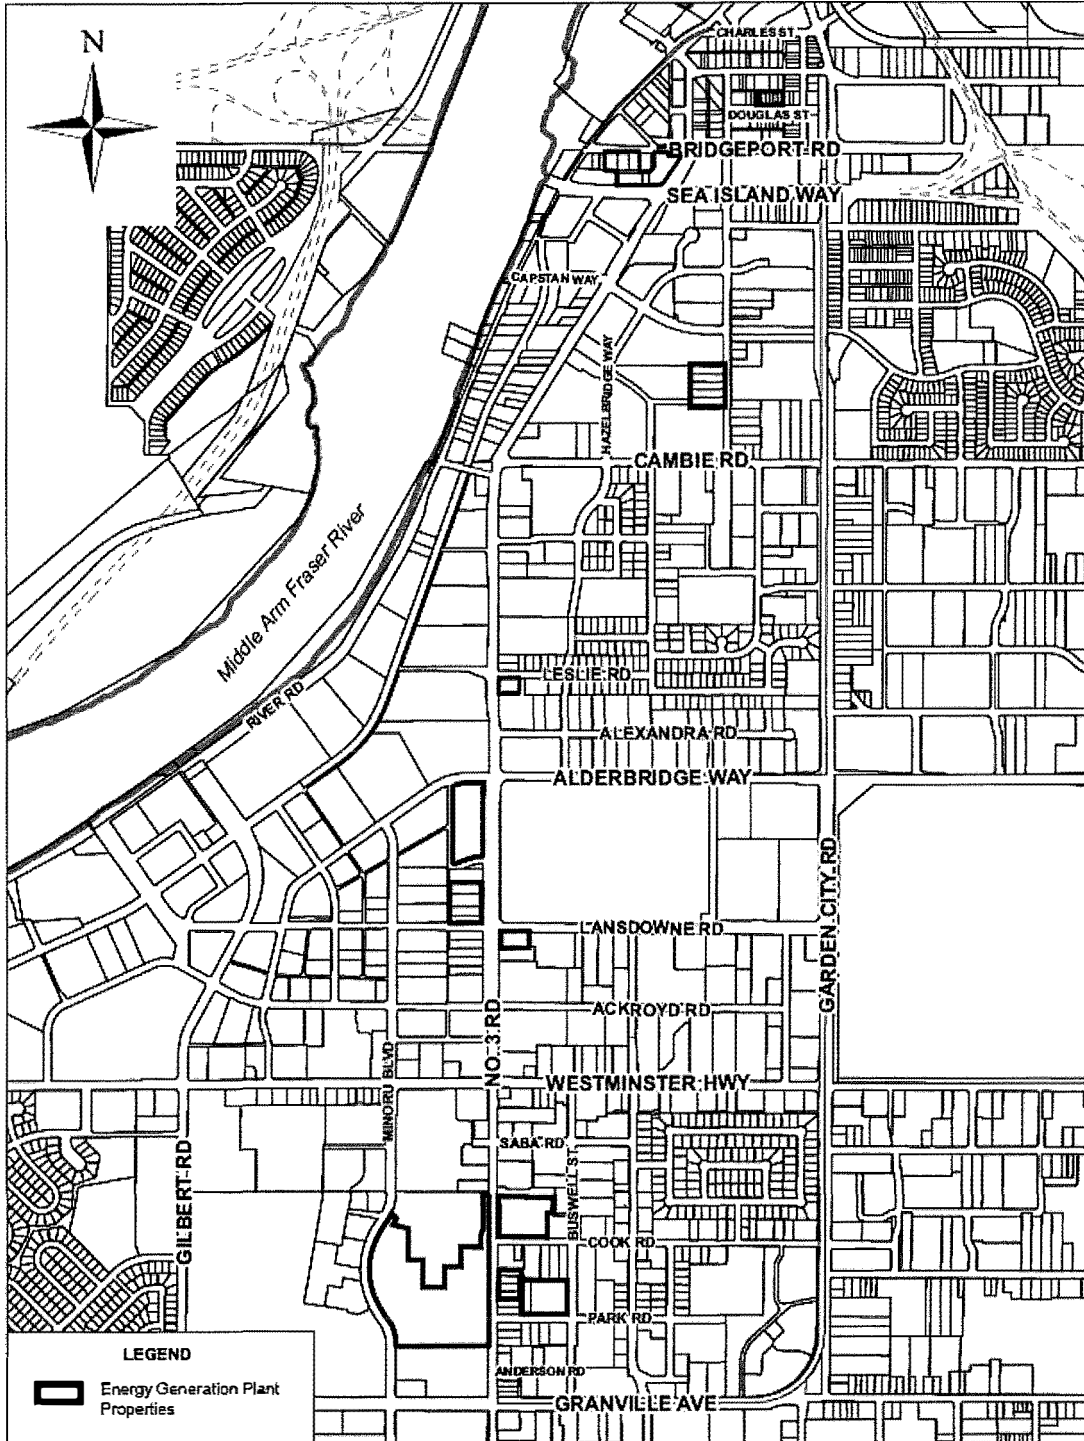 N
CHARLES ST
DOUGLAS ST
BRIDGEPORT RD
SEA ISLAND WAY
CAPSTAN WAY
HAZELBRIDGE WAY
CAMBIE RD
Middle Arm Fraser River
LESLIE RD
RIVER RD
ALEXANDRA RD
ALDERBRIDGE WAY
GARDEN CITY RD
LANSDOWNE RD
ACKROYD RD
NO. 3 RD
MINORU BLVD
WESTMINSTER HWY
SABA RD
GILBERT RD
BUSWELL ST
COOK RD
PARK RD
ANDERSON RD
GRANVILLE AVE
LEGEND
Energy Generation Plant
Properties